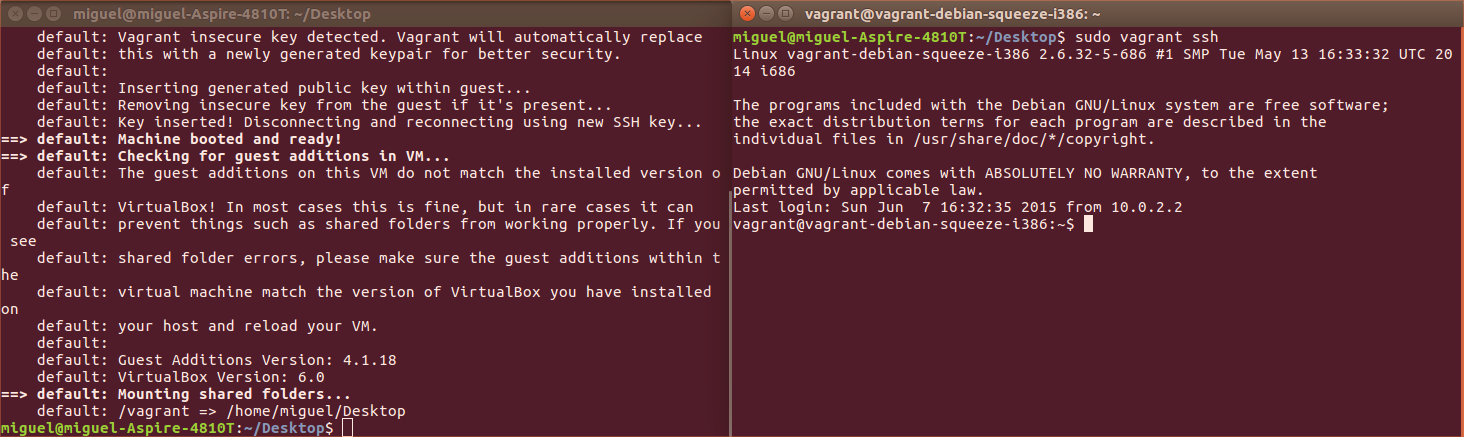 miguel@miguel-Aspire-4810T: ~/Desktop
default: Vagrant insecure key detected. Vagrant will automatically replace
default: this with a newly generated keypair for better security.
default:
default: Inserting generated public key within guest...
default: Removing insecure key from the guest if it's present...
default: Key inserted! Disconnecting and reconnecting using new SSH key...
==> default: Machine booted and ready!
==> default: Checking for guest additions in VM...
default: The guest additions on this VM do not match the installed version o
f
default: VirtualBox! In most cases this is fine, but in rare cases it can
default: prevent things such as shared folders from working properly. If you
see
default: shared folder errors, please make sure the guest additions within t
he
default: virtual machine match the version of VirtualBox you have installed
on
default: your host and reload your VM.
default:
default: Guest Additions Version: 4.1.18
default: VirtualBox Version: 6.0
==> default: Mounting shared folders...
default: /vagrant => /home/miguel/Desktop
miguel@miguel-Aspire-4810T:~/Desktop$
vagrant@vagrant-debian-squeeze-i386: ~
miguel@miguel-Aspire-4810T:~/Desktop$ sudo vagrant ssh
Linux vagrant-debian-squeeze-i386 2.6.32-5-686 #1 SMP Tue May 13 16:33:32 UTC 20
14 i686
The programs included with the Debian GNU/Linux system are free software;
the exact distribution terms for each program are described in the
individual files in /usr/share/doc/*/copyright.
Debian GNU/Linux comes with ABSOLUTELY NO WARRANTY, to the extent
permitted by applicable law.
Last login: Sun Jun  7 16:32:35 2015 from 10.0.2.2
vagrant@vagrant-debian-squeeze-i386:~$